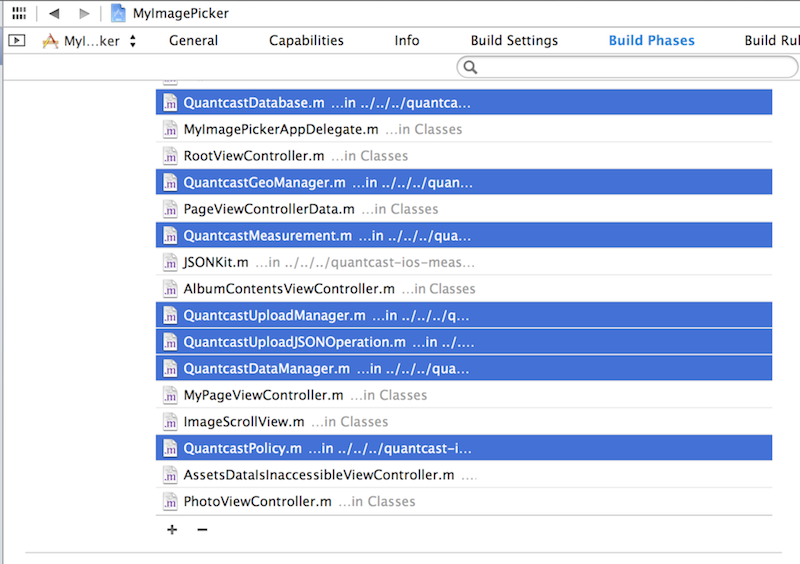 MyImagePicker
MyI...ker General Capabilities Info Build Settings Build Phases Build Rul
QuantcastDatabase.m ...in ../../../quantca...
MyImagePickerAppDelegate.m ...in Classes
RootViewController.m ...in Classes
QuantcastGeoManager.m ...in ../../../quan...
PageViewControllerData.m ...in Classes
QuantcastMeasurement.m ...in ../../../qua...
JSONKit.m ...in ../../../quantcast-ios-meas...
AlbumContentsViewController.m ...in Classes
QuantcastUploadManager.m ...in ../../../q...
QuantcastUploadJSONOperation.m ...in ../....
QuantcastDataManager.m ...in ../../../qua...
MyPageViewController.m ...in Classes
ImageScrollView.m ...in Classes
QuantcastPolicy.m ...in ../../../quantcast-i...
AssetsDataIsInaccessibleViewController.m ....
PhotoViewController.m ...in Classes
+ −